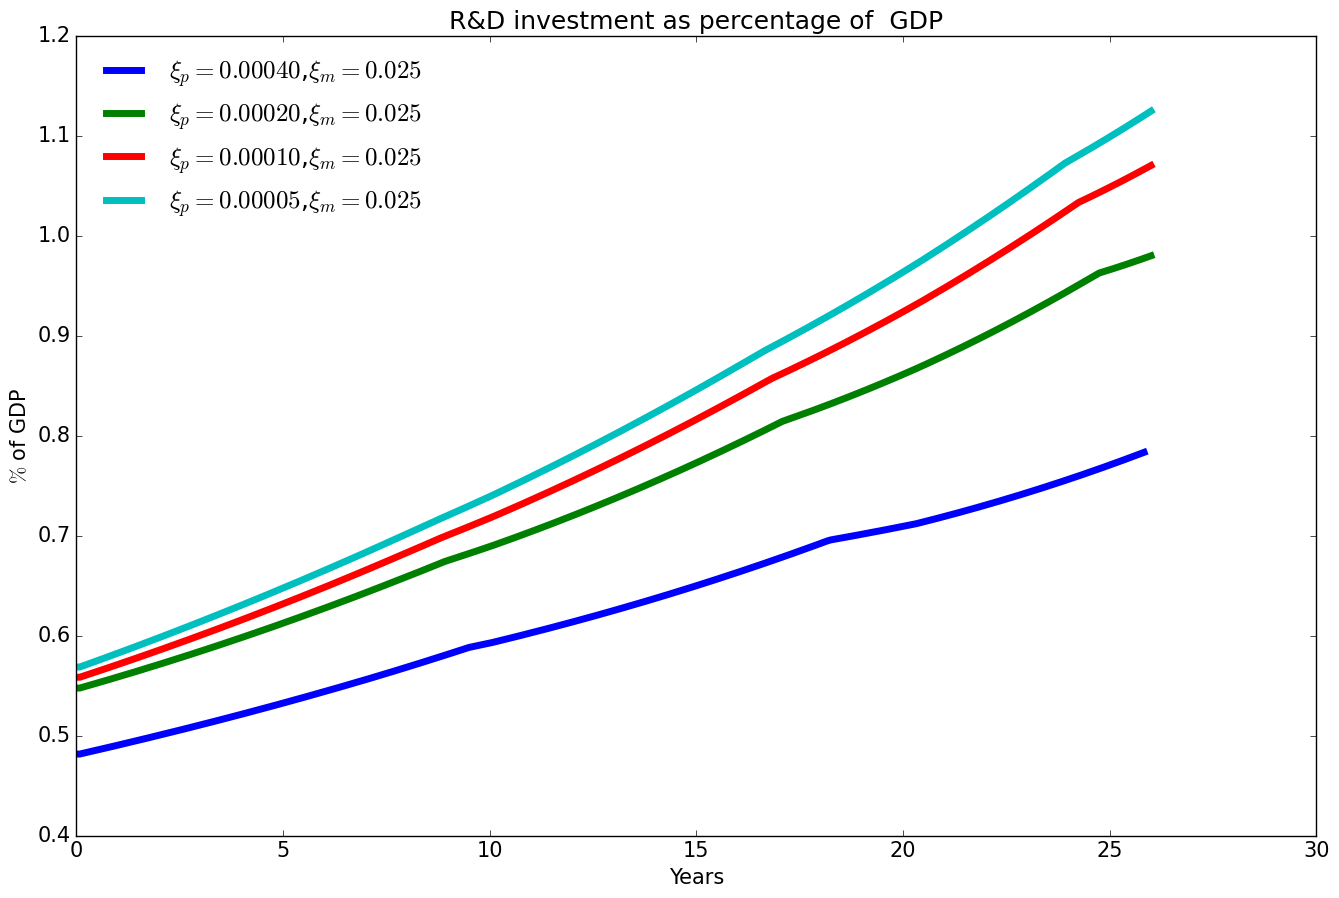 R&D investment as percentage of  GDP
1.2
1.1
1.0
0.9
0.8
0.7
0.6
0.5
0.4
% of GDP
ξp = 0.00040,ξm = 0.025
ξp = 0.00020,ξm = 0.025
ξp = 0.00010,ξm = 0.025
ξp = 0.00005,ξm = 0.025
0 5 10 15 20 25 30
Years